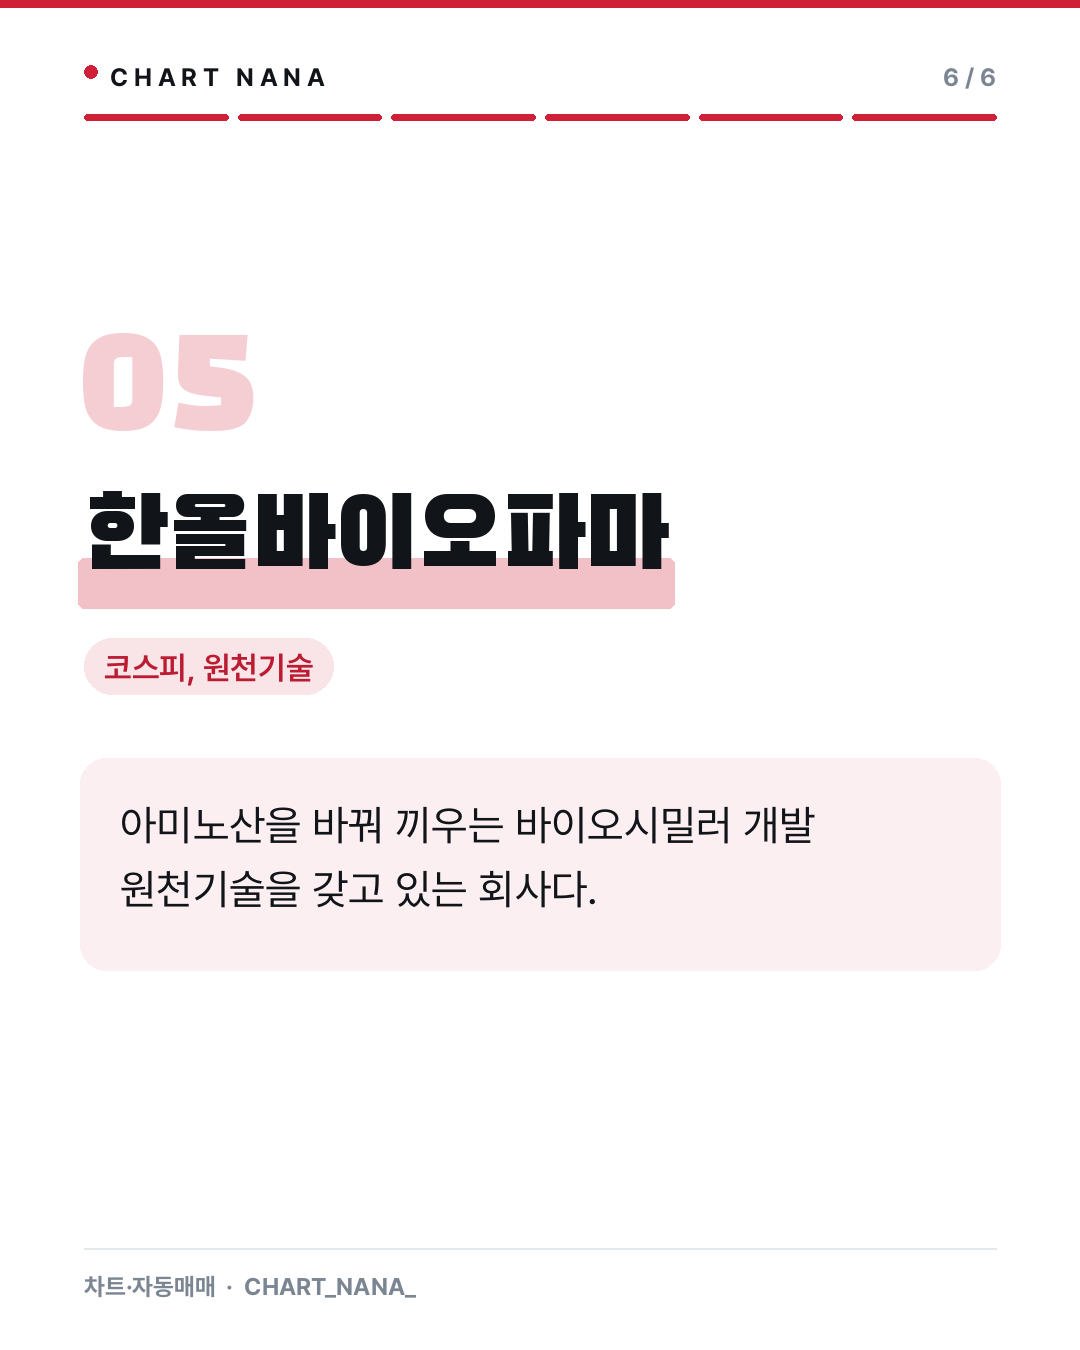 CHART NANA
6 / 6
05
한올바이오파마
코스피, 원천기술
아미노산을 바꿔 끼우는 바이오시밀러 개발
원천기술을 갖고 있는 회사다.
차트·자동매매 · CHART_NANA_